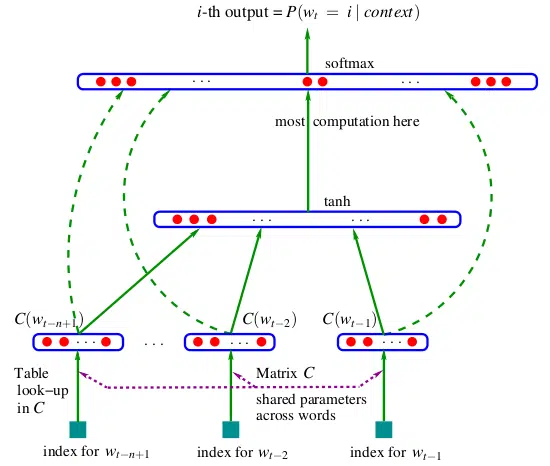 i-th output = P(w_t = i | context)
softmax
. . .
. . .
most computation here
tanh
. . .
. . .
C(w_{t−n+1})
C(w_{t−2})
C(w_{t−1})
. . .
. . .
. . .
. . .
Table
look−up
in C
Matrix C
shared parameters
across words
index for w_{t−n+1}
index for w_{t−2}
index for w_{t−1}